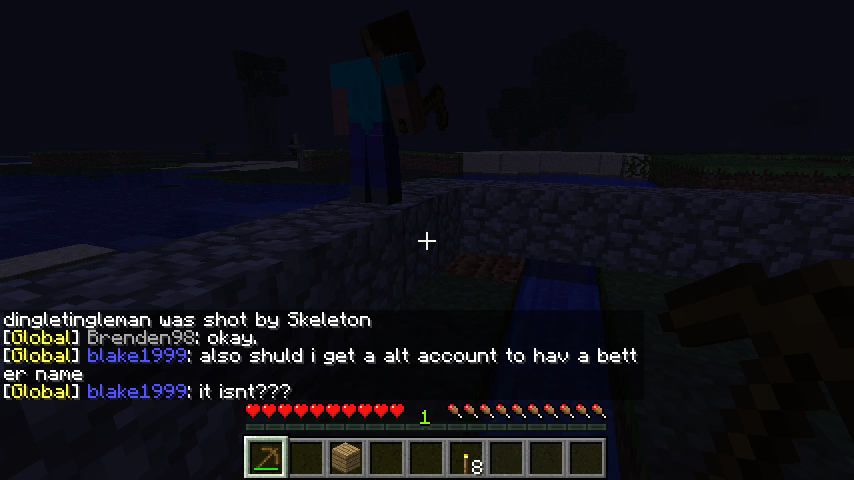 dingletingleman was shot by Skeleton
[Global] Brenden98: okay.
[Global] blake1999: also shuld i get a alt account to hav a bett
er name
[Global] blake1999: it isnt???
1
8